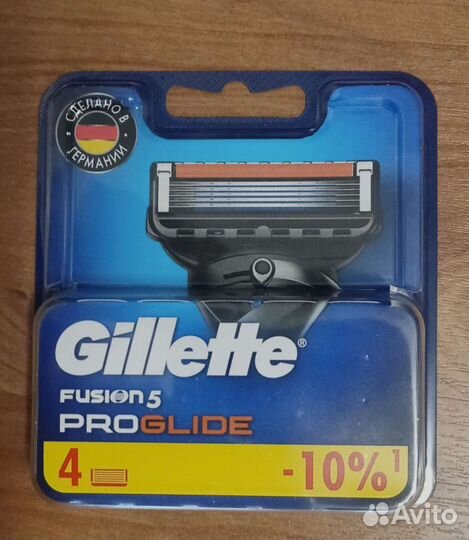 СДЕЛАНО В
ГЕРМАНИИ
Gillette®
FUSION5
PROGLIDE
4 -10%¹
Avito